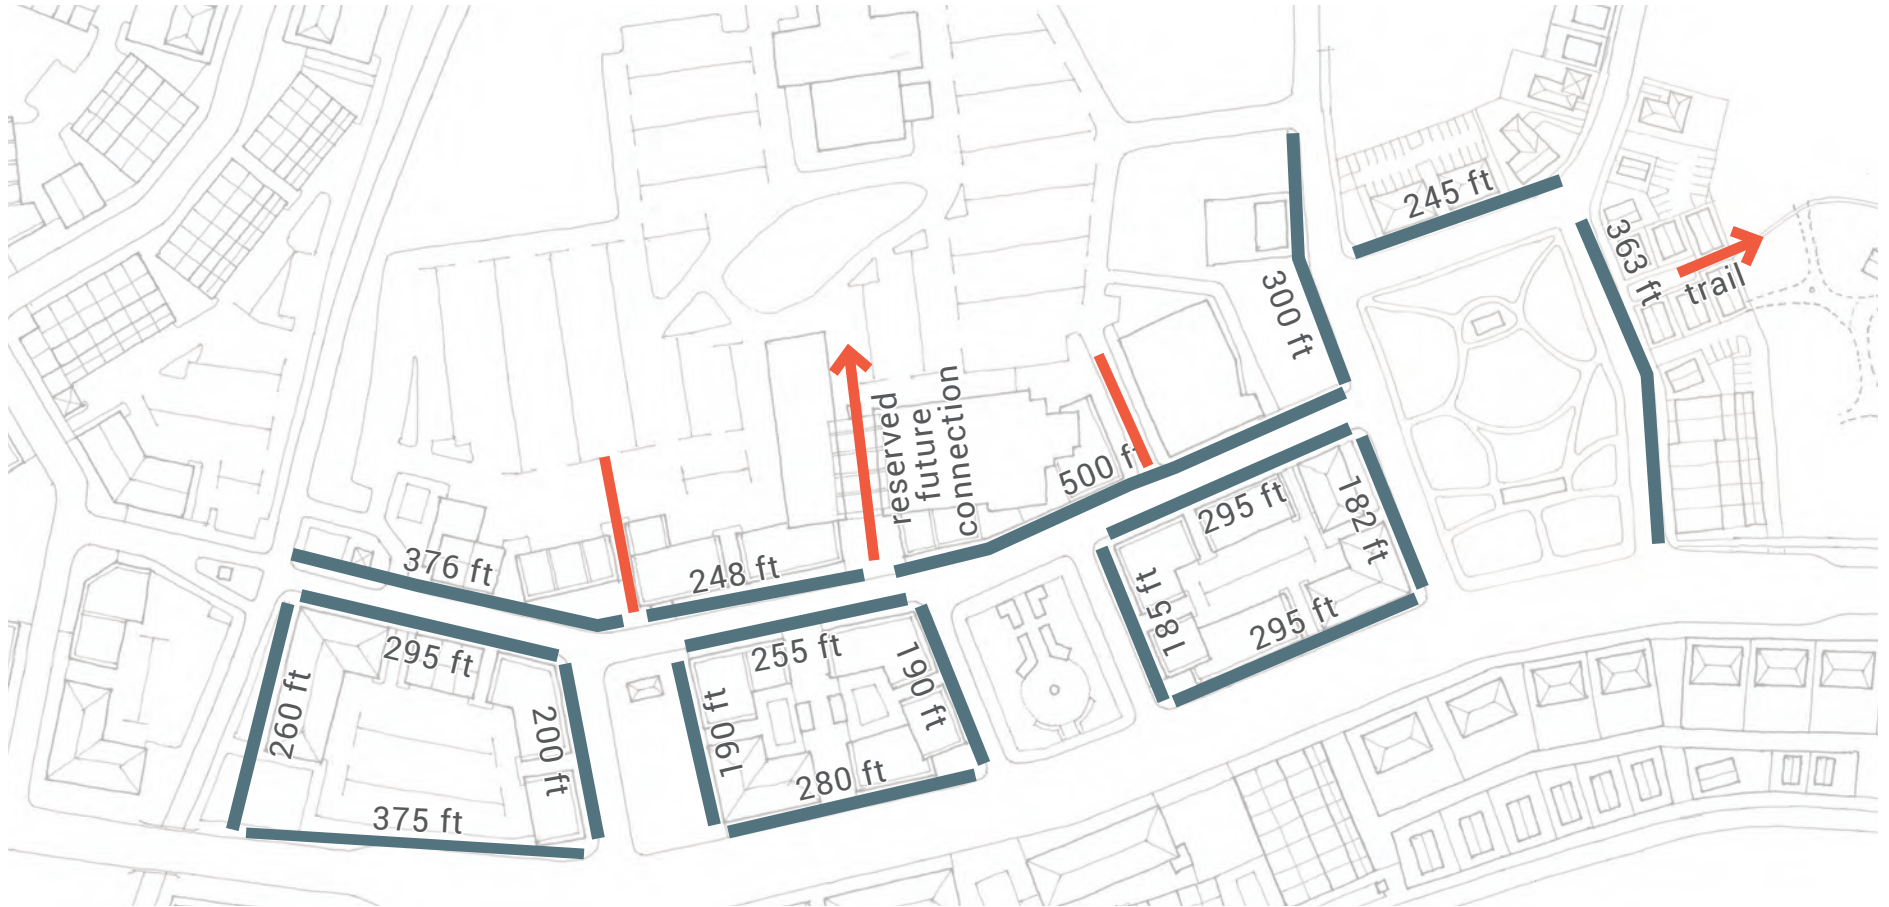 245 ft
363 ft
trail
300 ft
reserved
future
connection
500 ft
376 ft
248 ft
295 ft
182 ft
185 ft
295 ft
295 ft
260 ft
200 ft
375 ft
255 ft
190 ft
190 ft
280 ft